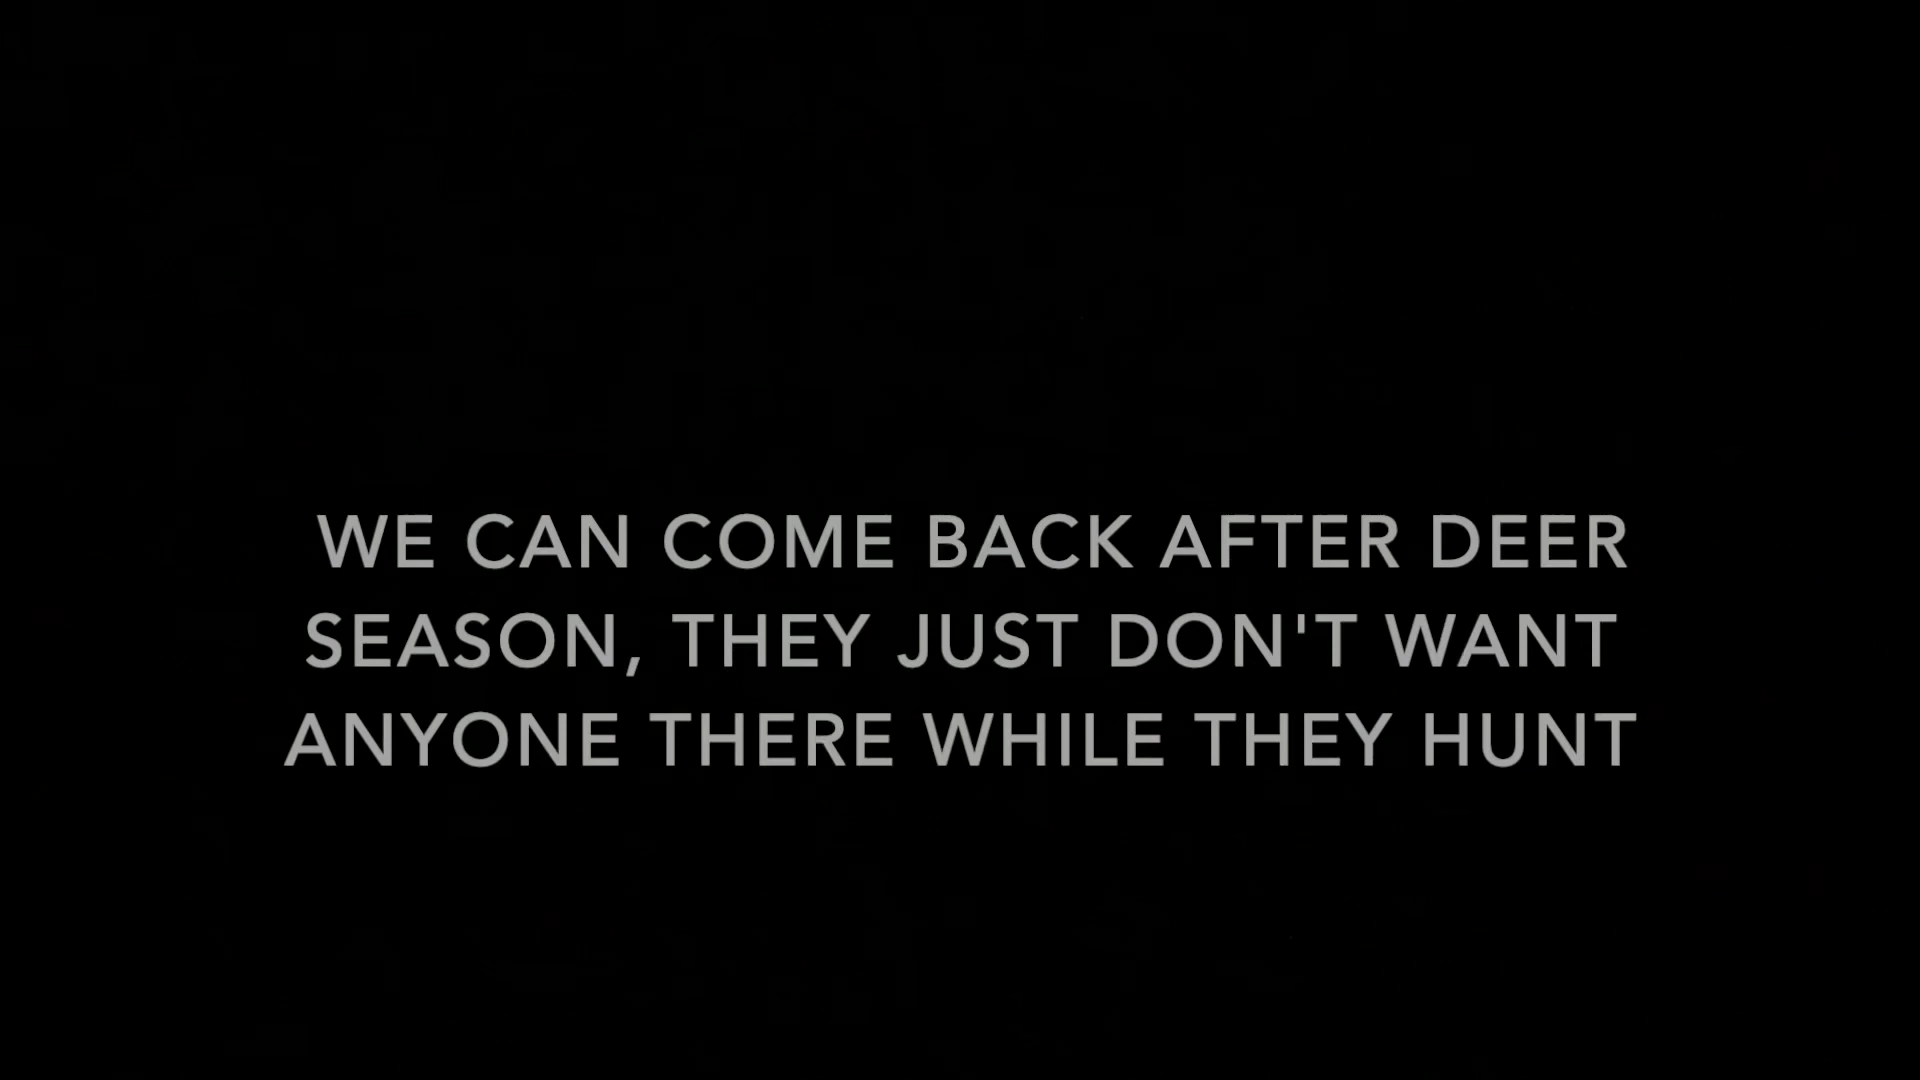 WE CAN COME BACK AFTER DEER
SEASON, THEY JUST DON'T WANT
ANYONE THERE WHILE THEY HUNT